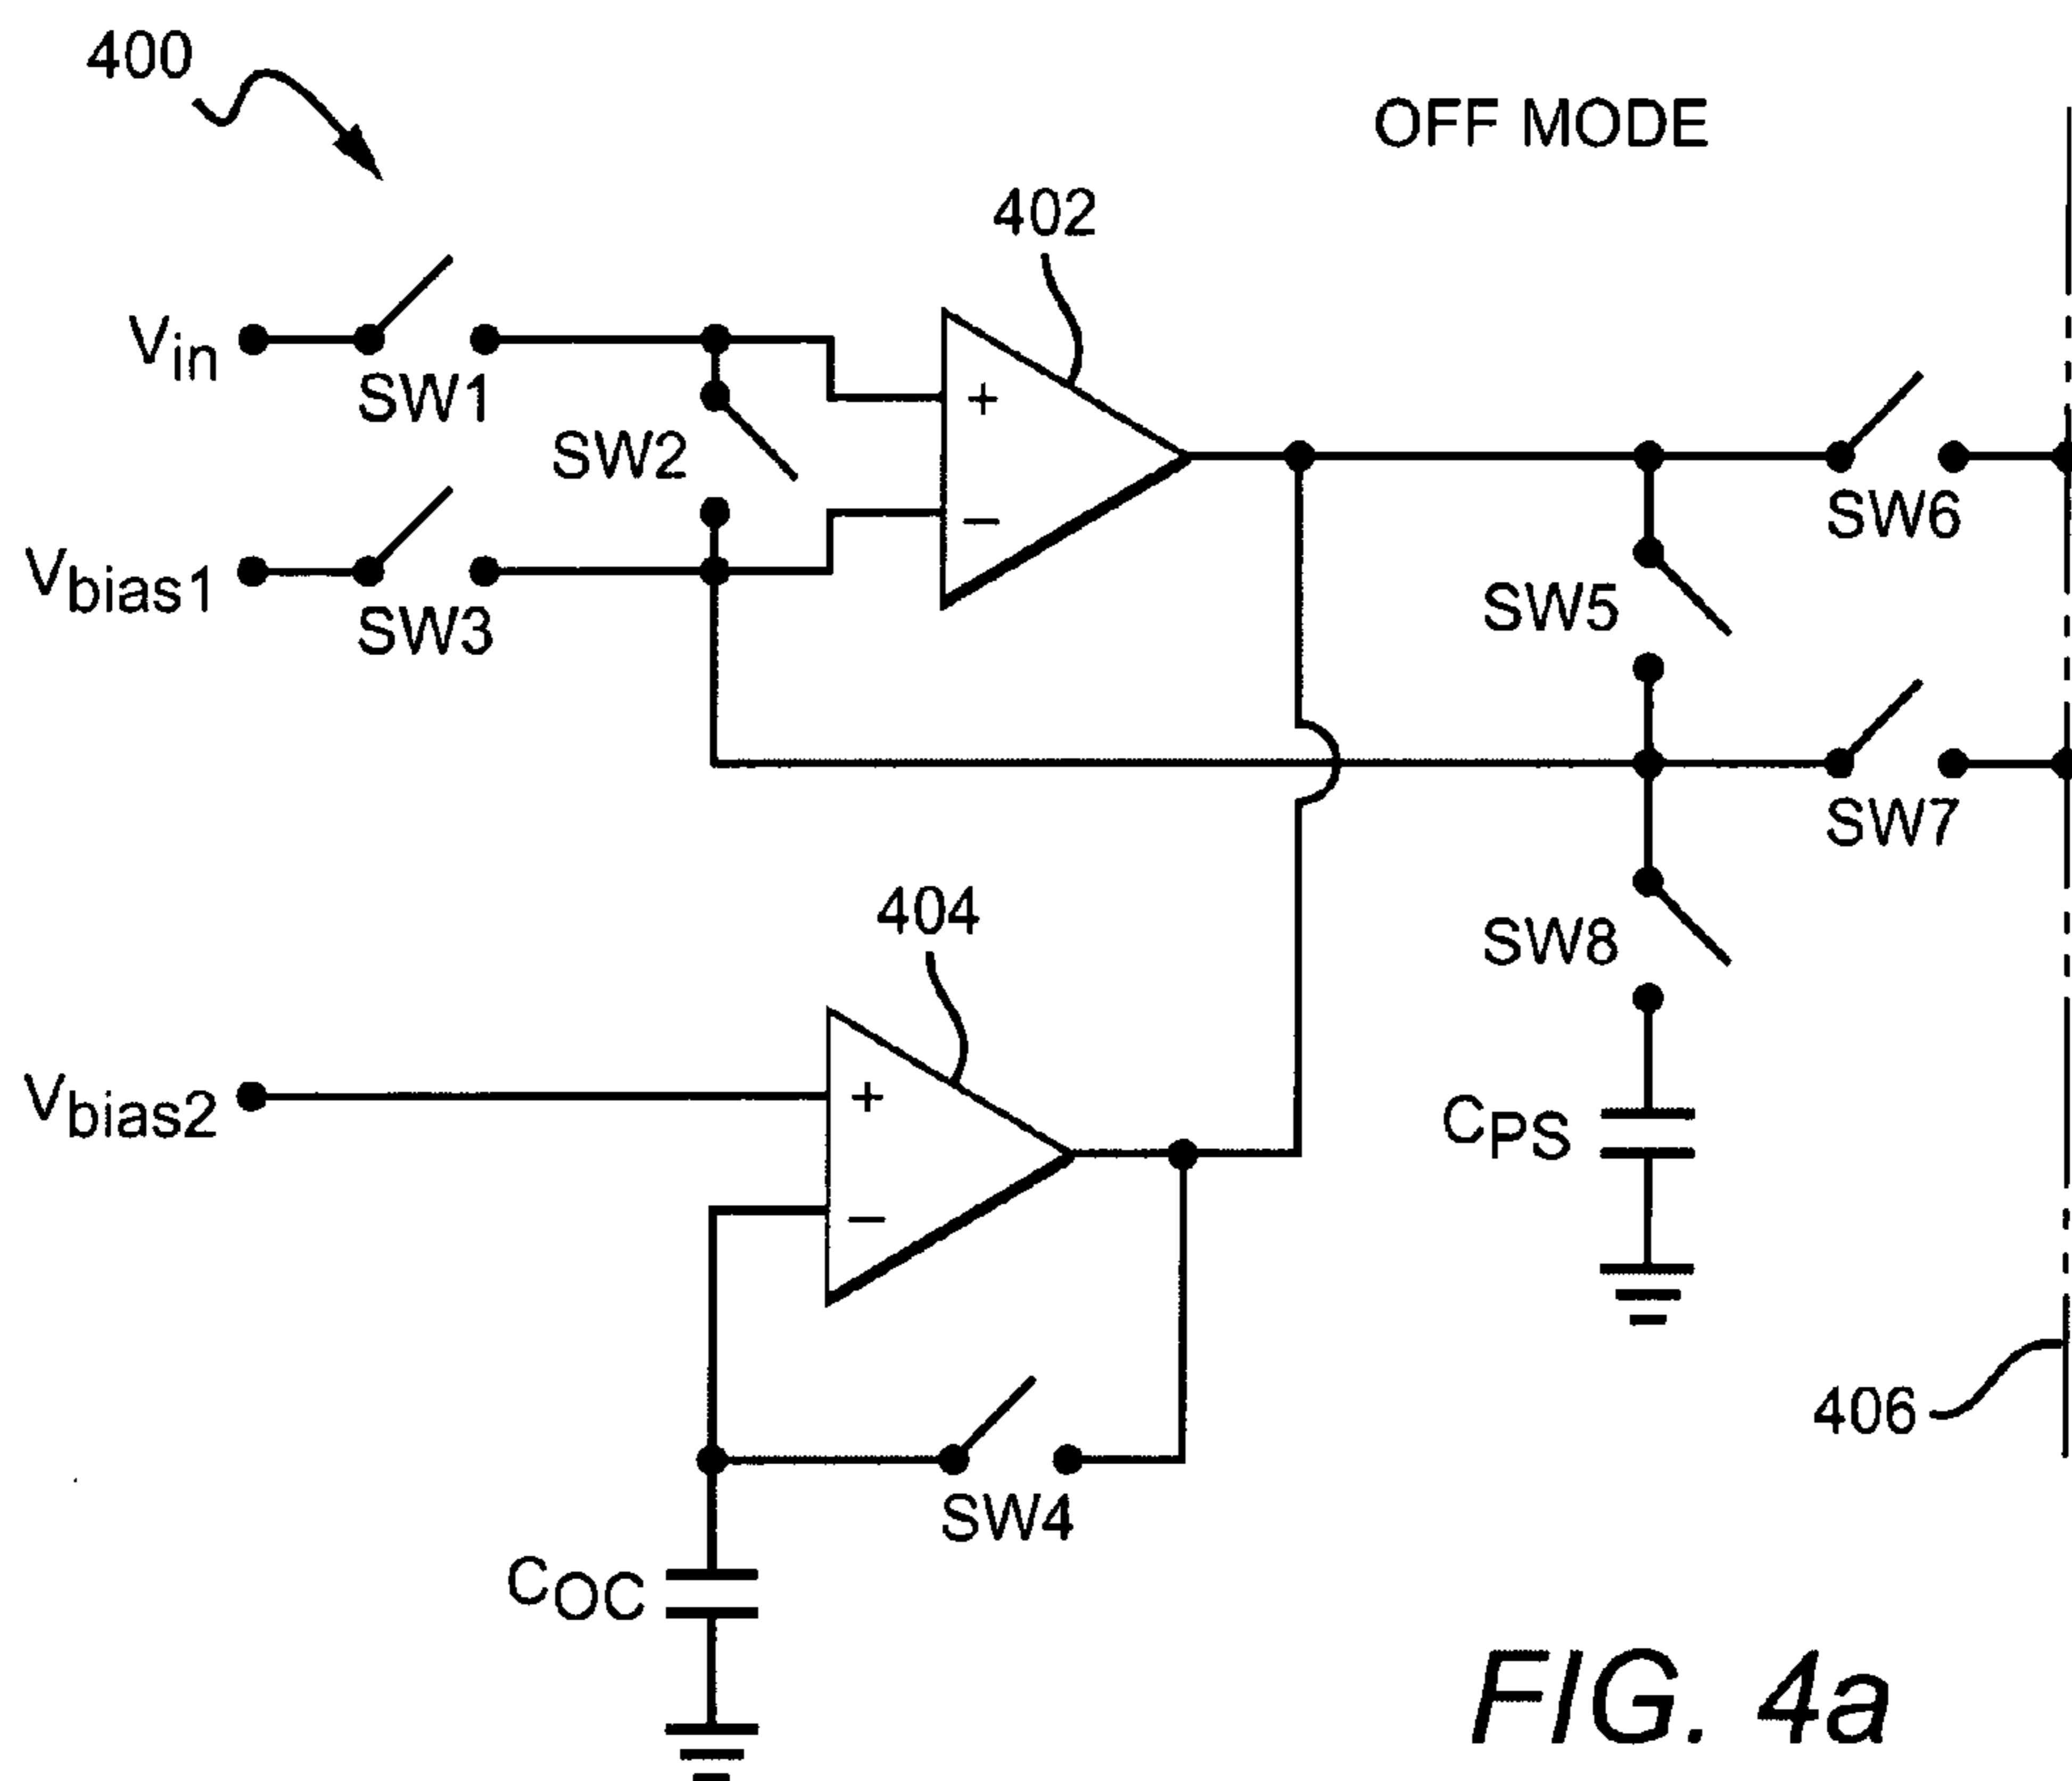 400
OFF MODE
402
Vin
SW1
+
SW2
SW6
Vbias1
−
SW3
SW5
SW7
404
SW8
Vbias2
+
CPS
−
406
SW4
COC
FIG. 4a